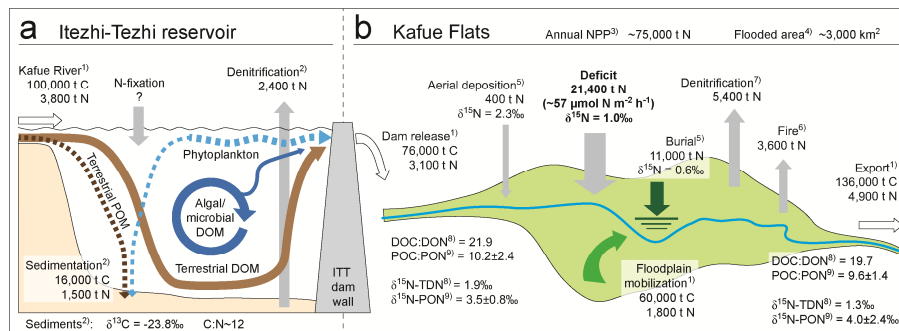 a Itezhi-Tezhi reservoir
Kafue River1)
100,000 t C
3,800 t N
N-fixation
?
Denitrification2)
2,400 t N
Phytoplankton
Terrestrial POM
Algal/
microbial
DOM
Terrestrial DOM
Sedimentation2)
16,000 t C
1,500 t N
ITT
dam
wall
Sediments2): δ13C = -23.8‰ C:N~12
Dam release1)
76,000 t C
3,100 t N
b Kafue Flats
Annual NPP3) ~75,000 t N
Flooded area4) ~3,000 km2
Aerial deposition5)
400 t N
δ15N = 2.3‰
Deficit
21,400 t N
(~57 µmol N m-2 h-1)
δ15N = 1.0‰
Burial5)
11,000 t N
δ15N = 0.6‰
Denitrification7)
5,400 t N
Fire6)
3,600 t N
Export1)
136,000 t C
4,900 t N
DOC:DON8) = 21.9
POC:PON9) = 10.2±2.4
δ15N-TDN8) = 1.9‰
δ15N-PON9) = 3.5±0.8‰
Floodplain
mobilization1)
60,000 t C
1,800 t N
DOC:DON8) = 19.7
POC:PON9) = 9.6±1.4
δ15N-TDN8) = 1.3‰
δ15N-PON9) = 4.0±2.4‰